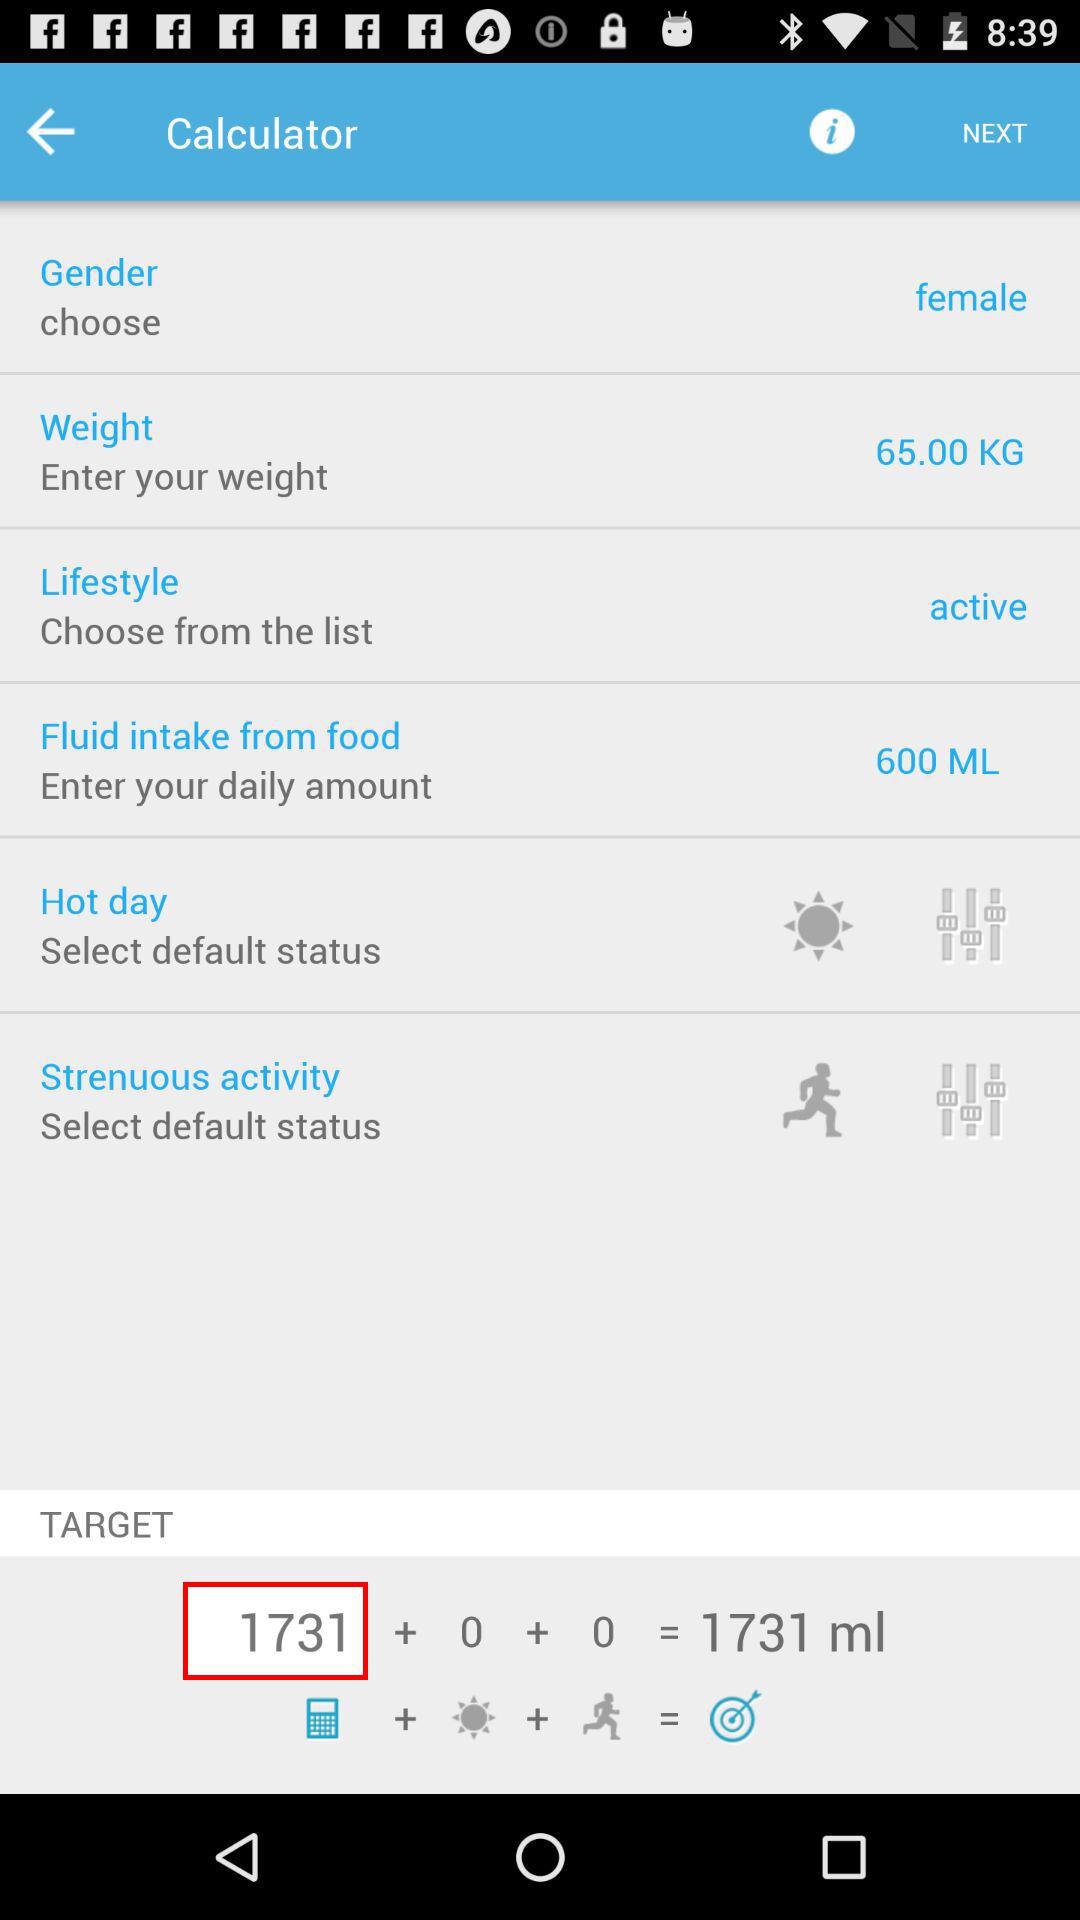 8:39
Calculator NEXT
Gender
choose
female
Weight
Enter your weight
65.00 KG
Lifestyle
Choose from the list
active
Fluid intake from food
Enter your daily amount
600 ML
Hot day
Select default status
Strenuous activity
Select default status
TARGET
1731 + 0 + 0 = 1731 ml
+ + =